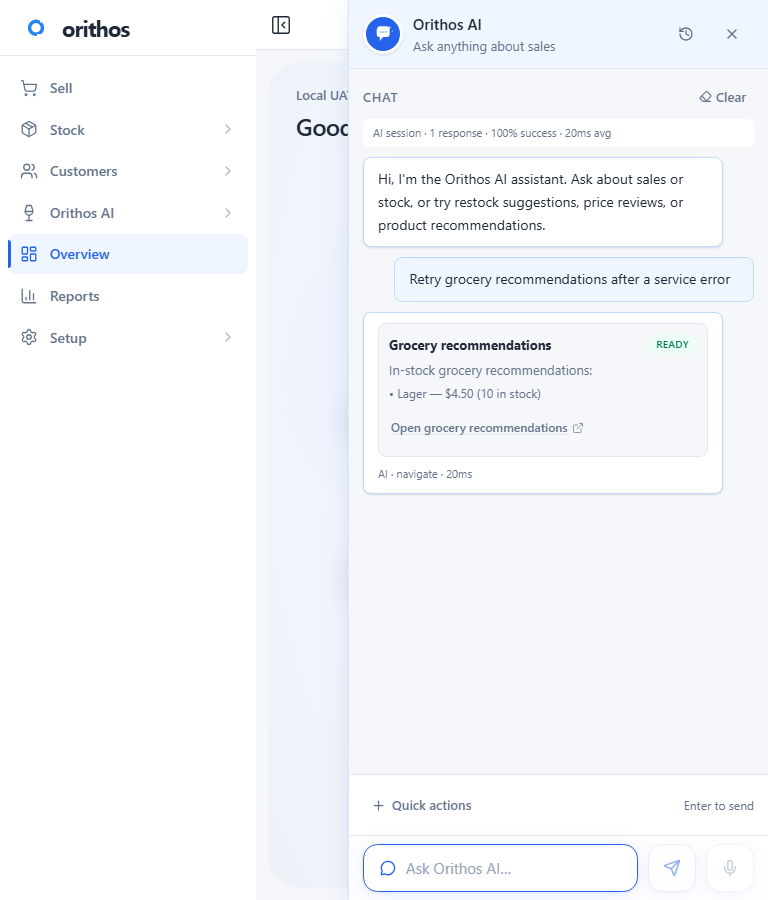 orithos
Sell
Stock
Customers
Orithos AI
Overview
Reports
Setup
Local UA
Good
Orithos AI
Ask anything about sales
CHAT
Clear
AI session · 1 response · 100% success · 20ms avg
Hi, I'm the Orithos AI assistant. Ask about sales or
stock, or try restock suggestions, price reviews, or
product recommendations.
Retry grocery recommendations after a service error
Grocery recommendations
READY
In-stock grocery recommendations:
• Lager — $4.50 (10 in stock)
Open grocery recommendations
AI · navigate · 20ms
Quick actions
Enter to send
Ask Orithos AI...